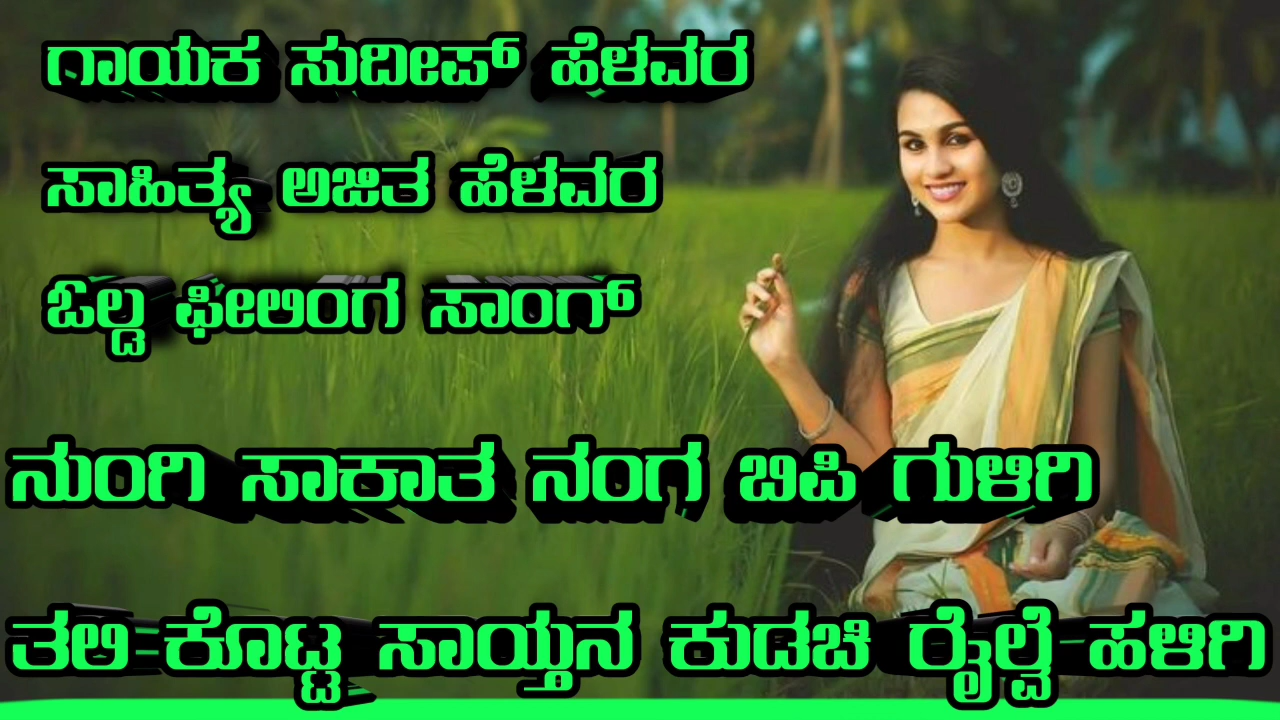 ಗಾಯಕ ಸುದೀಪ್ ಹೆಳವರ
ಸಾಹಿತ್ಯ ಅಜಿತ ಹೆಳವರ
ಓಲ್ಡ ಫೀಲಿಂಗ ಸಾಂಗ್
ನುಂಗಿ ಸಾಕಾತ ನಂಗ ಬಿಪಿ ಗುಳಿಗಿ
ತಲಿ ಕೊಟ್ಟ ಸಾಯ್ತನ ಕುಡಚಿ ರೈಲ್ವೆ ಹಳಿಗಿ